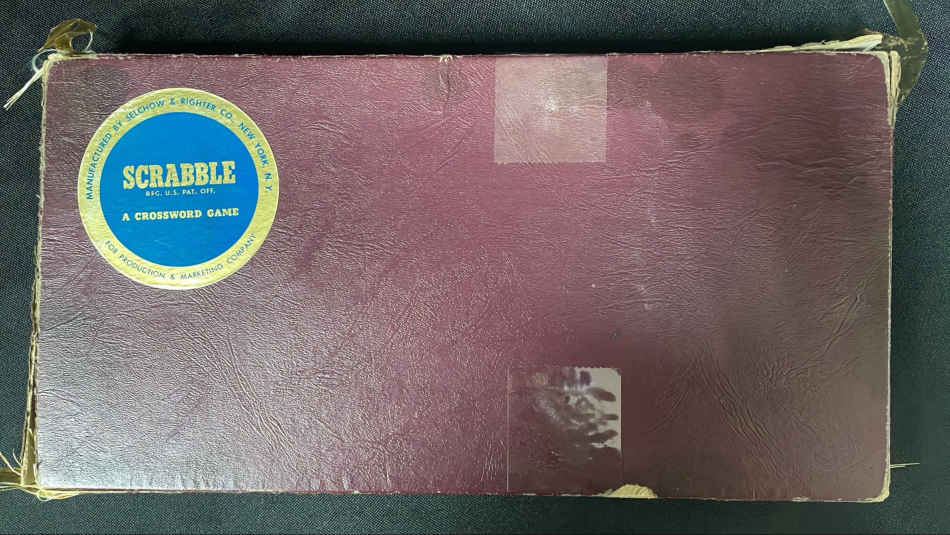 MANUFACTURED BY SELCHOW & RIGHTER CO., NEW YORK, N.Y.
SCRABBLE
REG. U.S. PAT. OFF.
A CROSSWORD GAME
FOR PRODUCTION & MARKETING COMPANY